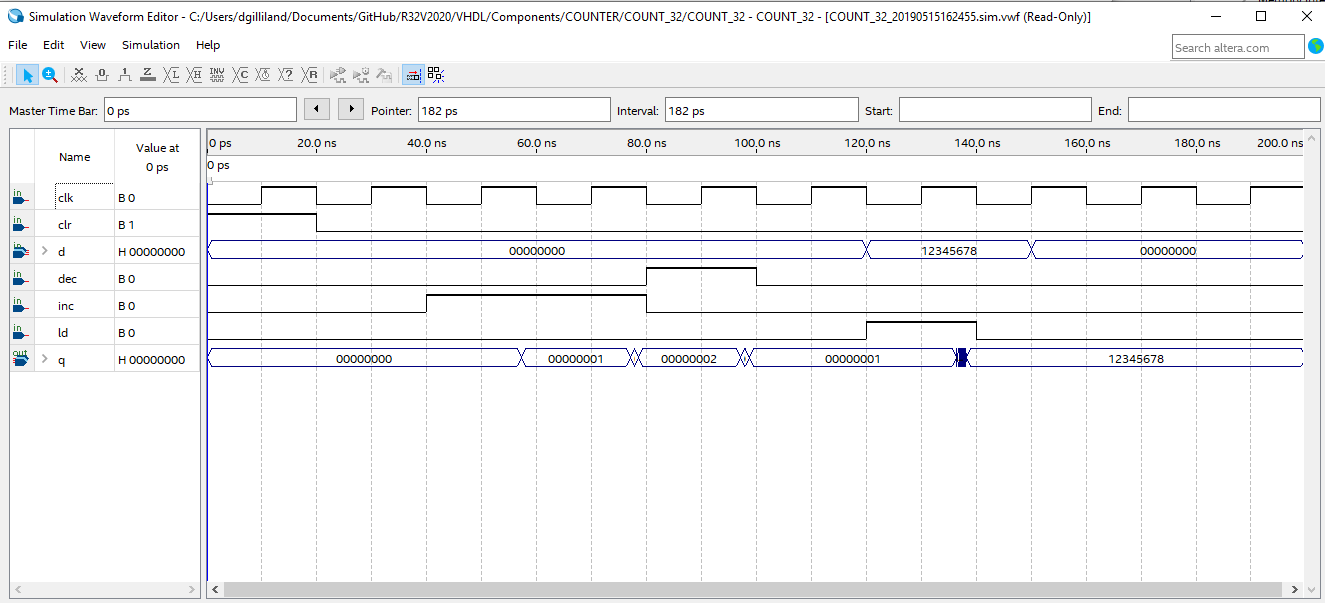 Simulation Waveform Editor - C:/Users/dgilliland/Documents/GitHub/R32V2020/VHDL/Components/COUNTER/COUNT_32/COUNT_32 - COUNT_32 - [COUNT_32_20190515162455.sim.vwf (Read-Only)]
File Edit View Simulation Help
Search altera.com
Master Time Bar: 0 ps Pointer: 182 ps Interval: 182 ps Start: End:
Name Value at 0 ps
0 ps 20.0 ns 40.0 ns 60.0 ns 80.0 ns 100.0 ns 120.0 ns 140.0 ns 160.0 ns 180.0 ns 200.0 ns
0 ps
in clk B 0
in clr B 1
in d H 00000000 00000000 12345678 00000000
in dec B 0
in inc B 0
in ld B 0
out q H 00000000 00000000 00000001 00000002 00000001 12345678